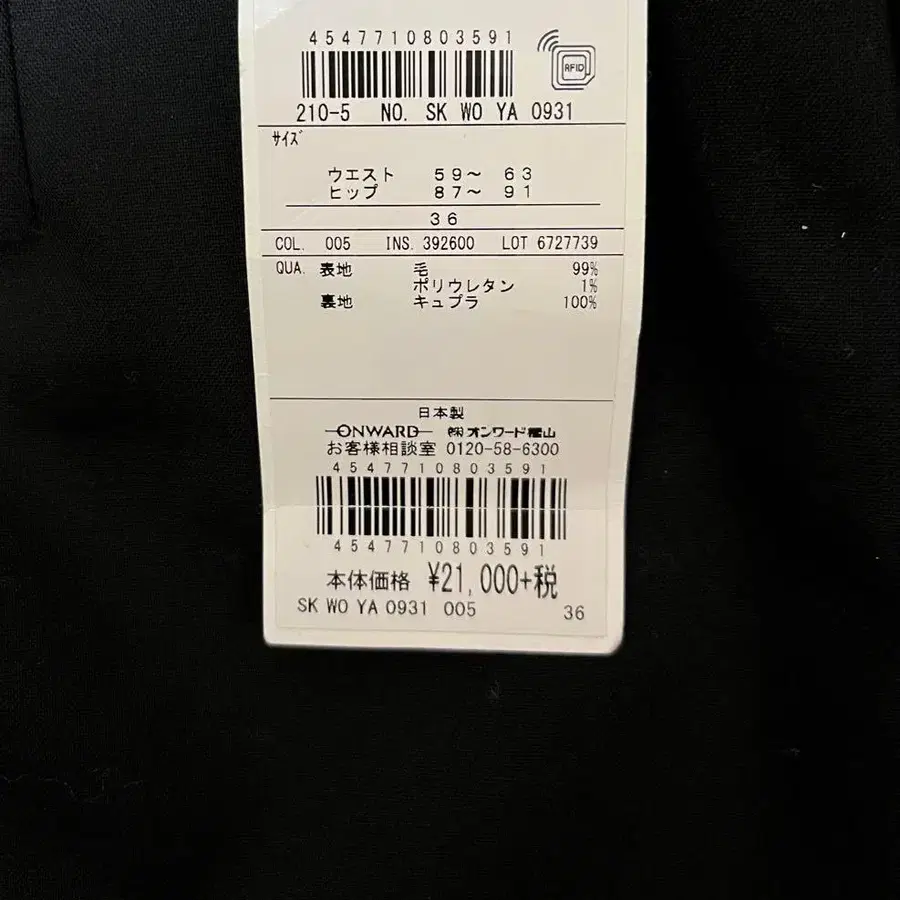 4547710803591
RFID
210-5 NO. SK WO YA 0931
ｻｲｽﾞ
ウエスト 59～ 63
ヒップ 87～ 91
36
COL. 005 INS. 392600 LOT 6727739
QUA. 表地 毛 99%
ポリウレタン 1%
裏地 キュプラ 100%
日本製
ONWARD ㈱オンワード樫山
お客様相談室 0120-58-6300
4547710803591
4547710803591
本体価格 ¥21,000+税
SK WO YA 0931 005 36